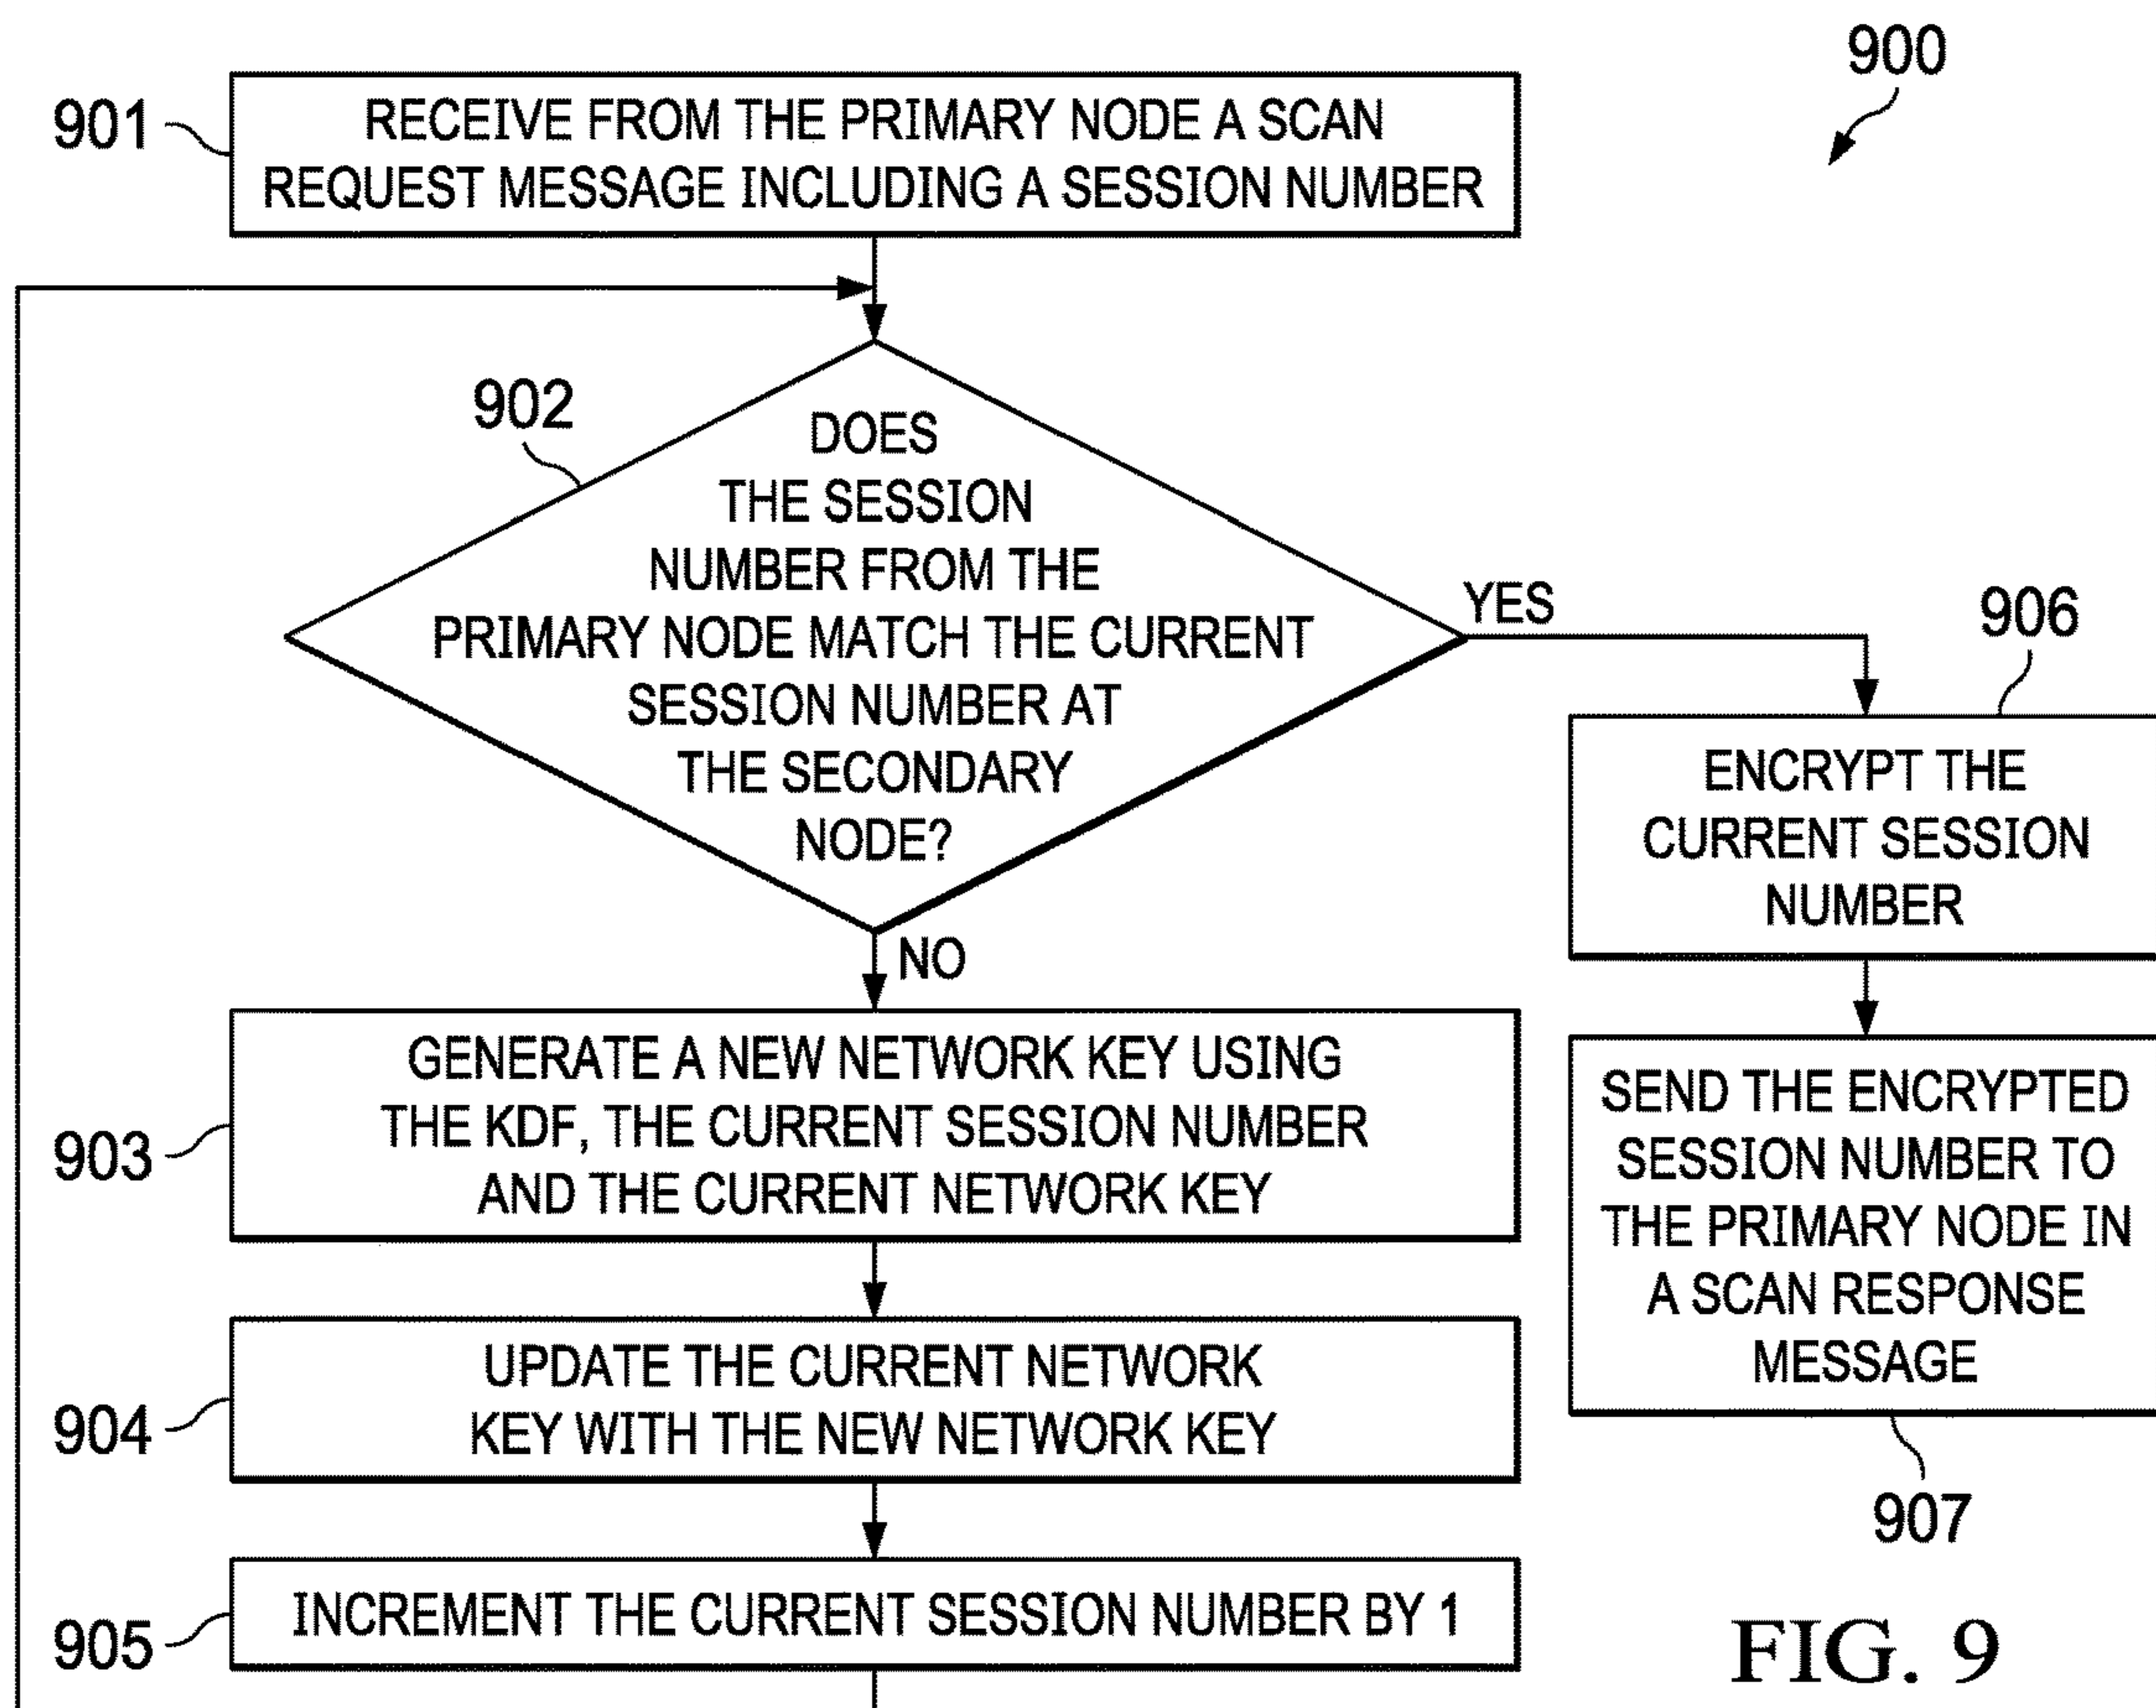 900
901
RECEIVE FROM THE PRIMARY NODE A SCAN
REQUEST MESSAGE INCLUDING A SESSION NUMBER
902
DOES
THE SESSION
NUMBER FROM THE
PRIMARY NODE MATCH THE CURRENT
SESSION NUMBER AT
THE SECONDARY
NODE?
YES
NO
903
GENERATE A NEW NETWORK KEY USING
THE KDF, THE CURRENT SESSION NUMBER
AND THE CURRENT NETWORK KEY
904
UPDATE THE CURRENT NETWORK
KEY WITH THE NEW NETWORK KEY
905
INCREMENT THE CURRENT SESSION NUMBER BY 1
906
ENCRYPT THE
CURRENT SESSION
NUMBER
SEND THE ENCRYPTED
SESSION NUMBER TO
THE PRIMARY NODE IN
A SCAN RESPONSE
MESSAGE
907
FIG. 9